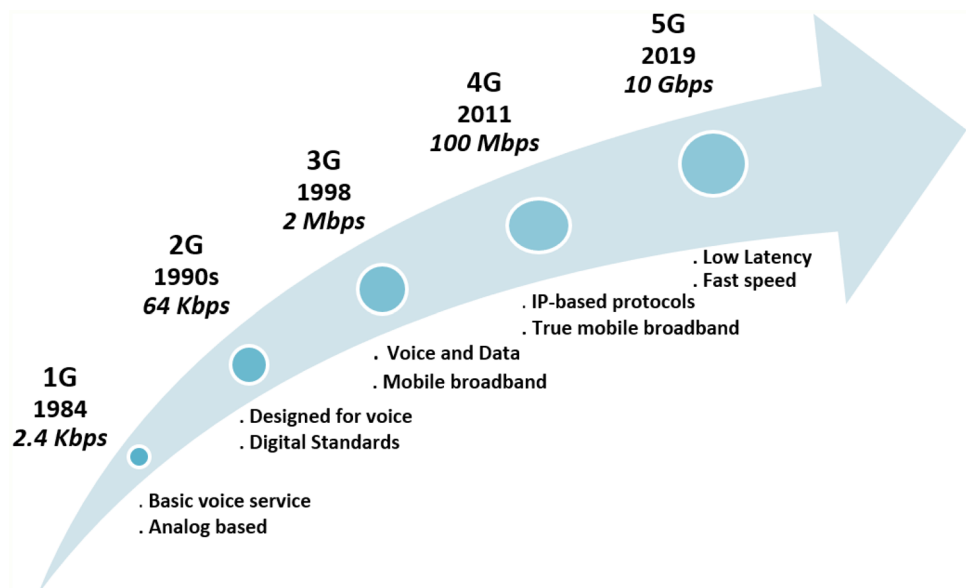 1G
1984
2.4 Kbps
. Basic voice service
. Analog based
2G
1990s
64 Kbps
. Designed for voice
. Digital Standards
3G
1998
2 Mbps
. Voice and Data
. Mobile broadband
4G
2011
100 Mbps
. IP-based protocols
. True mobile broadband
5G
2019
10 Gbps
. Low Latency
. Fast speed